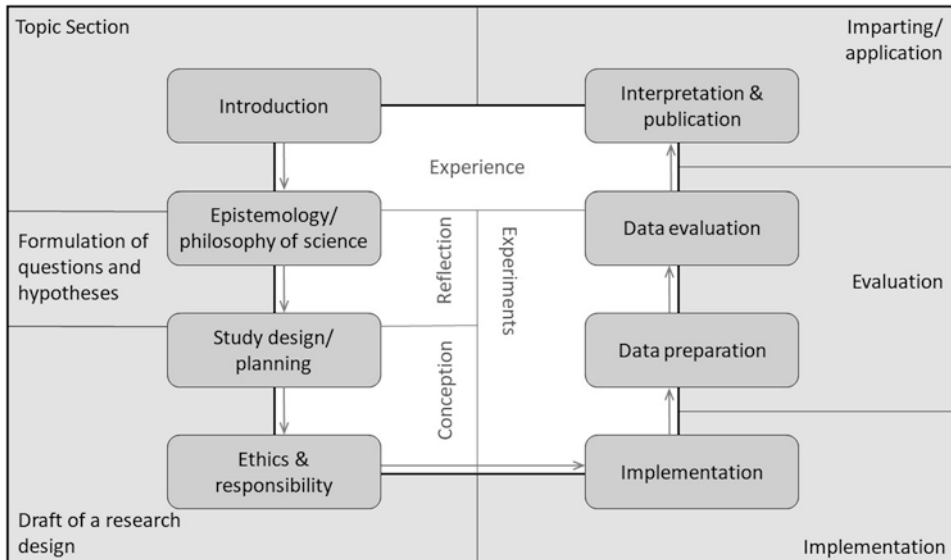 Topic Section
Imparting/
application
Introduction
Interpretation &
publication
Experience
Epistemology/
philosophy of science
Data evaluation
Formulation of
questions and
hypotheses
Reflection
Experiments
Evaluation
Study design/
planning
Data preparation
Conception
Ethics &
responsibility
Implementation
Draft of a research
design
Implementation